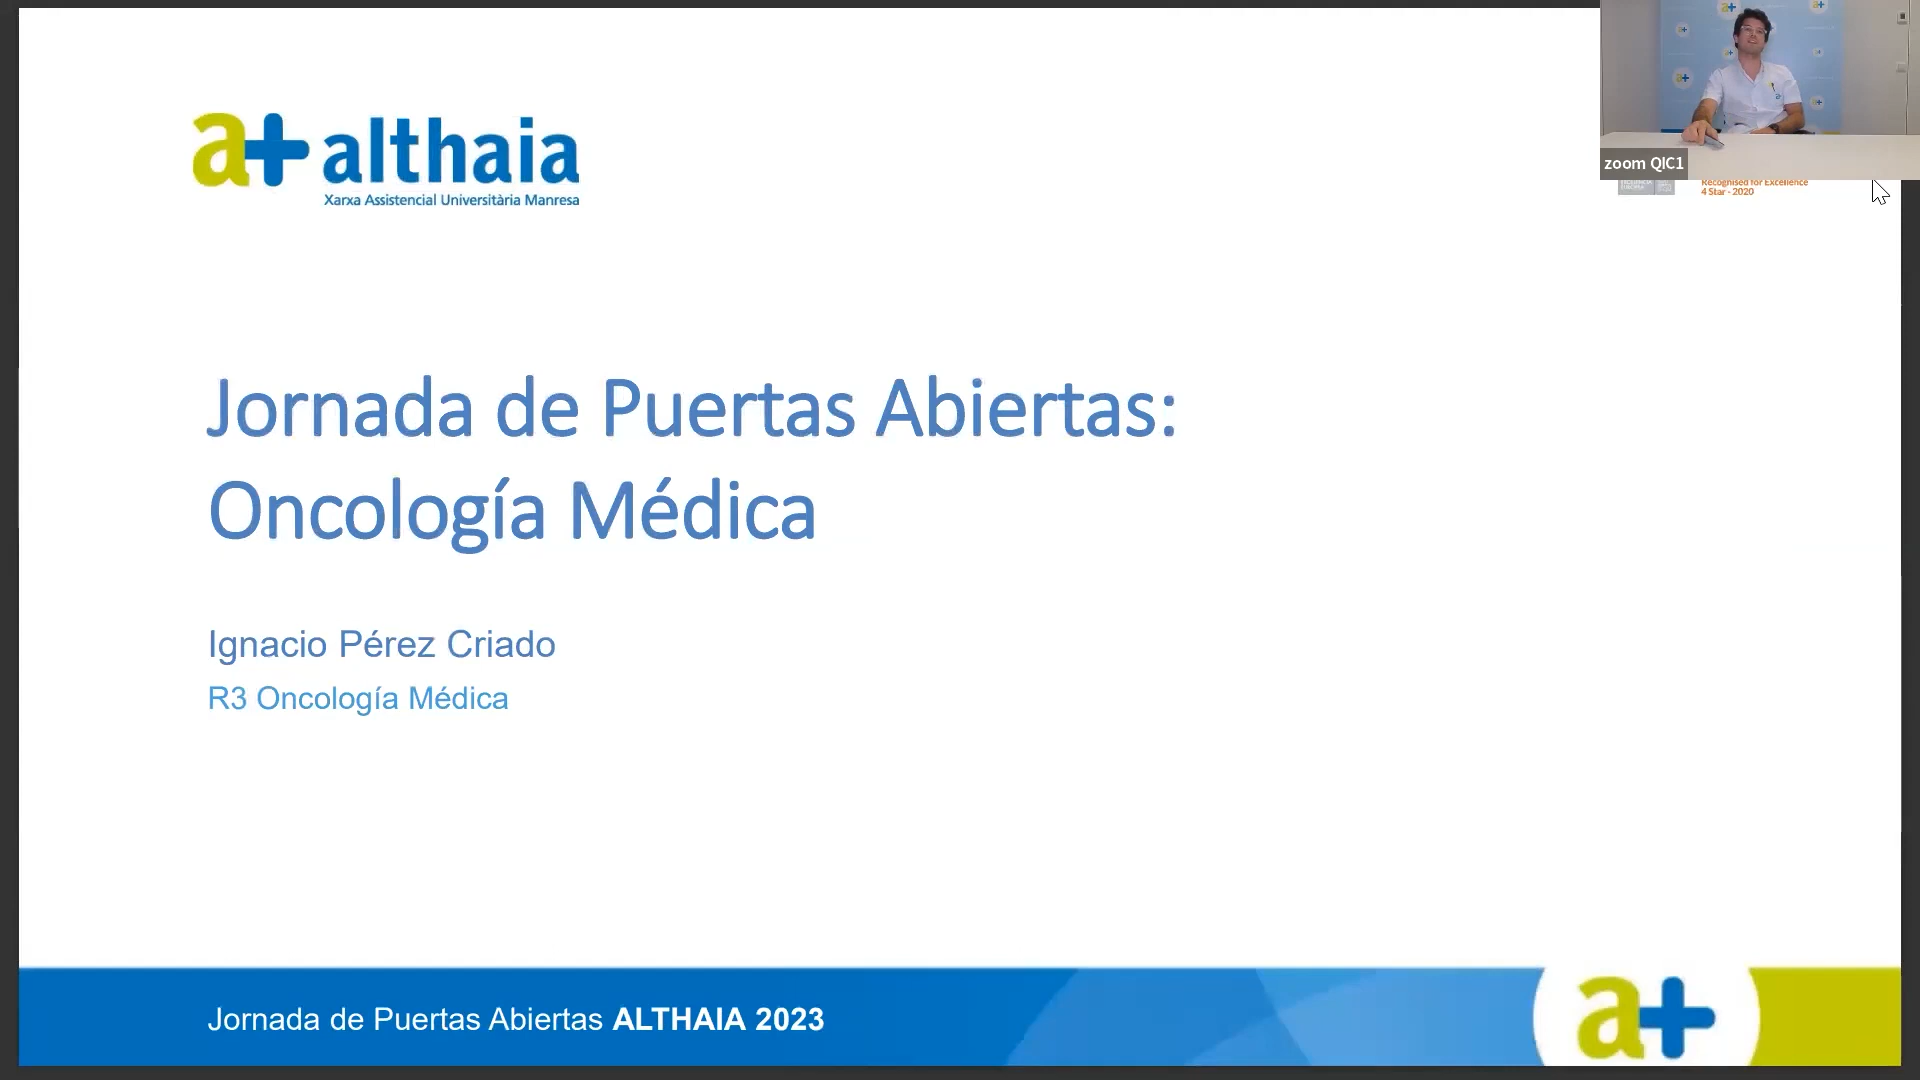 a+ althaia
Xarxa Assistencial Universitària Manresa
zoom QIC1
Recognised for Excellence
4 Star - 2020
Jornada de Puertas Abiertas:
Oncología Médica
Ignacio Pérez Criado
R3 Oncología Médica
Jornada de Puertas Abiertas ALTHAIA 2023
a+